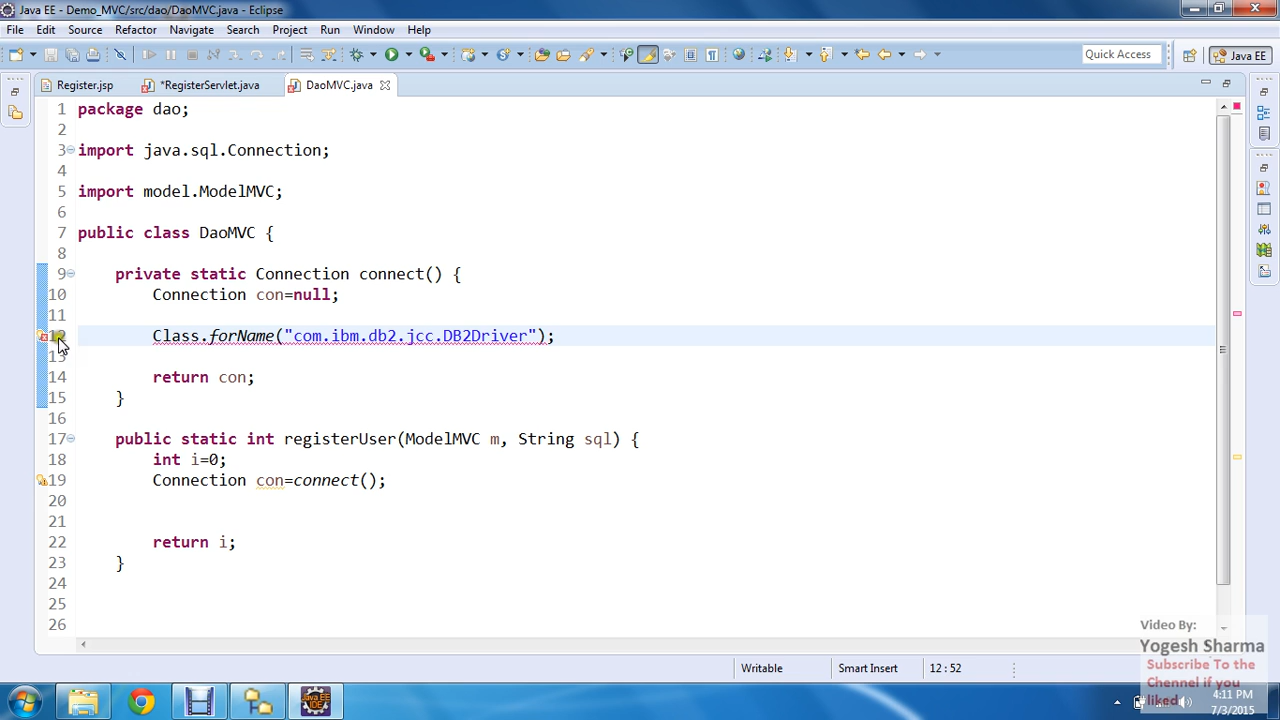 Java EE - Demo_MVC/src/dao/DaoMVC.java - Eclipse
File Edit Source Refactor Navigate Search Project Run Window Help
Quick Access
Java EE
Register.jsp
*RegisterServlet.java
DaoMVC.java
1 package dao;
2
3 import java.sql.Connection;
4
5 import model.ModelMVC;
6
7 public class DaoMVC {
8
9 private static Connection connect() {
10 Connection con=null;
11
12 Class.forName("com.ibm.db2.jcc.DB2Driver");
13
14 return con;
15 }
16
17 public static int registerUser(ModelMVC m, String sql) {
18 int i=0;
19 Connection con=connect();
20
21
22 return i;
23 }
24
25
26
Video By:
Yogesh Sharma
Subscribe To the
Chennel if you
liked
Writable
Smart Insert
12:52
Java EE
IDE
4:11 PM
7/3/2015